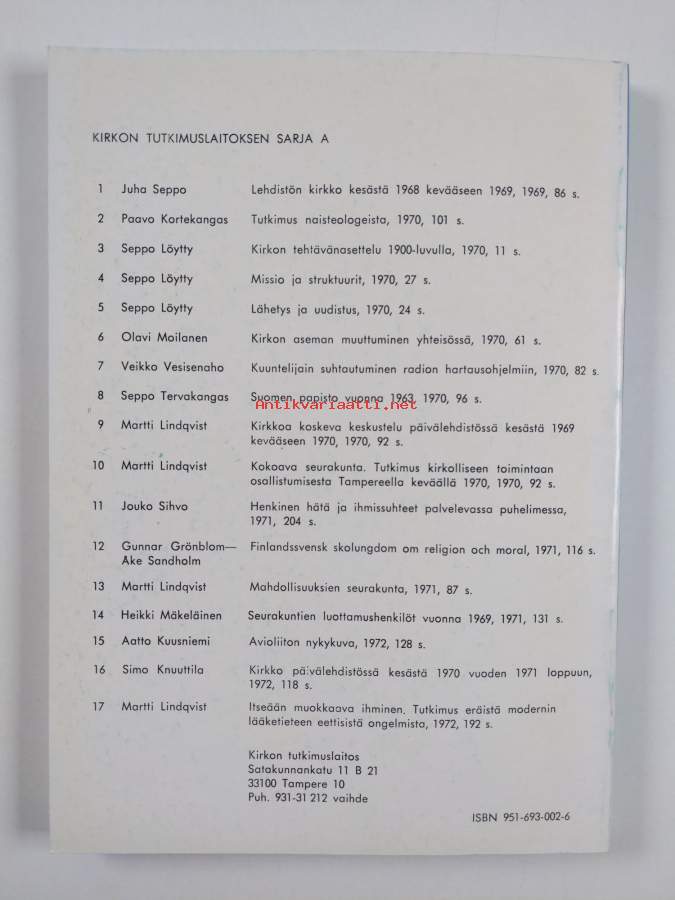 KIRKON TUTKIMUSLAITOKSEN SARJA A
1 Juha Seppo Lehdistön kirkko kesästä 1968 kevääseen 1969, 1969, 86 s.
2 Paavo Kortekangas Tutkimus naisteologeista, 1970, 101 s.
3 Seppo Löytty Kirkon tehtävänasettelu 1900-luvulla, 1970, 11 s.
4 Seppo Löytty Missio ja struktuurit, 1970, 27 s.
5 Seppo Löytty Lähetys ja uudistus, 1970, 24 s.
6 Olavi Moilanen Kirkon aseman muuttuminen yhteisössä, 1970, 61 s.
7 Veikko Vesisenaho Kuuntelijain suhtautuminen radion hartausohjelmiin, 1970, 82 s.
8 Seppo Tervakangas Suomen papisto vuonna 1963, 1970, 96 s.
Antikvariaatti.net
9 Martti Lindqvist Kirkkoa koskeva keskustelu päivälehdistössä kesästä 1969
kevääseen 1970, 1970, 92 s.
10 Martti Lindqvist Kokoava seurakunta. Tutkimus kirkolliseen toimintaan
osallistumisesta Tampereella keväällä 1970, 1970, 92 s.
11 Jouko Sihvo Henkinen hätä ja ihmissuhteet palvelevassa puhelimessa,
1971, 204 s.
12 Gunnar Grönblom— Finlandssvensk skolungdom om religion och moral, 1971, 116 s.
Åke Sandholm
13 Martti Lindqvist Mahdollisuuksien seurakunta, 1971, 87 s.
14 Heikki Mäkeläinen Seurakuntien luottamushenkilöt vuonna 1969, 1971, 131 s.
15 Aatto Kuusniemi Avioliiton nykykuva, 1972, 128 s.
16 Simo Knuuttila Kirkko päivälehdistössä kesästä 1970 vuoden 1971 loppuun,
1972, 118 s.
17 Martti Lindqvist Itseään muokkaava ihminen. Tutkimus eräistä modernin
lääketieteen eettisistä ongelmista, 1972, 192 s.
Kirkon tutkimuslaitos
Satakunnankatu 11 B 21
33100 Tampere 10
Puh. 931-31 212 vaihde
ISBN 951-693-002-6